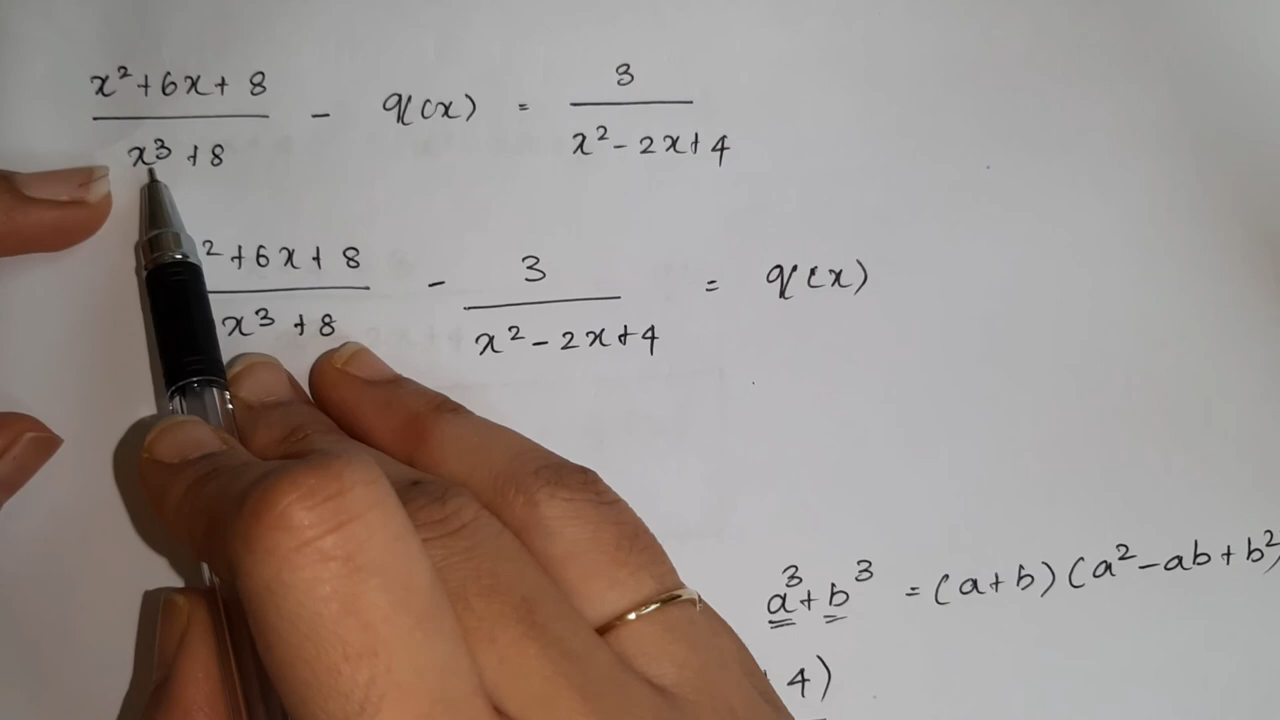 x² + 6x + 8 / x³ + 8 - q(x) = 3 / x² - 2x + 4
² + 6x + 8 / x³ + 8 - 3 / x² - 2x + 4 = q(x)
a³ + b³ = (a+b) (a² - ab + b²)
4)